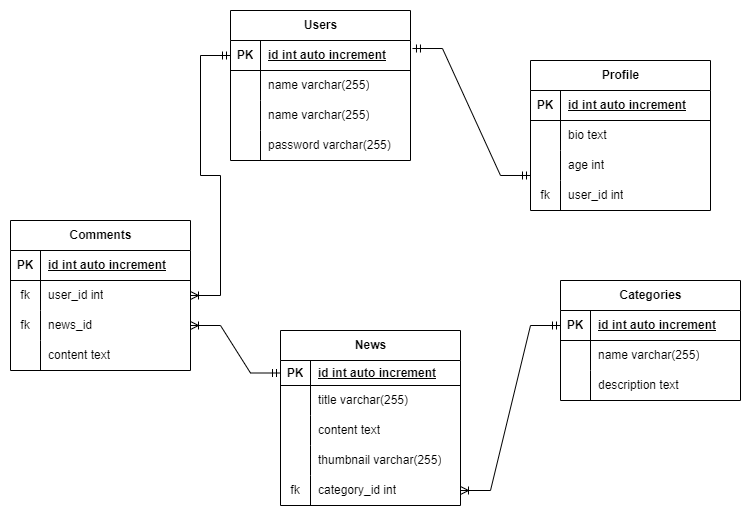 Users
PK id int auto increment
name varchar(255)
name varchar(255)
password varchar(255)
Profile
PK id int auto increment
bio text
age int
fk user_id int
Comments
PK id int auto increment
fk user_id int
fk news_id
content text
News
PK id int auto increment
title varchar(255)
content text
thumbnail varchar(255)
fk category_id int
Categories
PK id int auto increment
name varchar(255)
description text